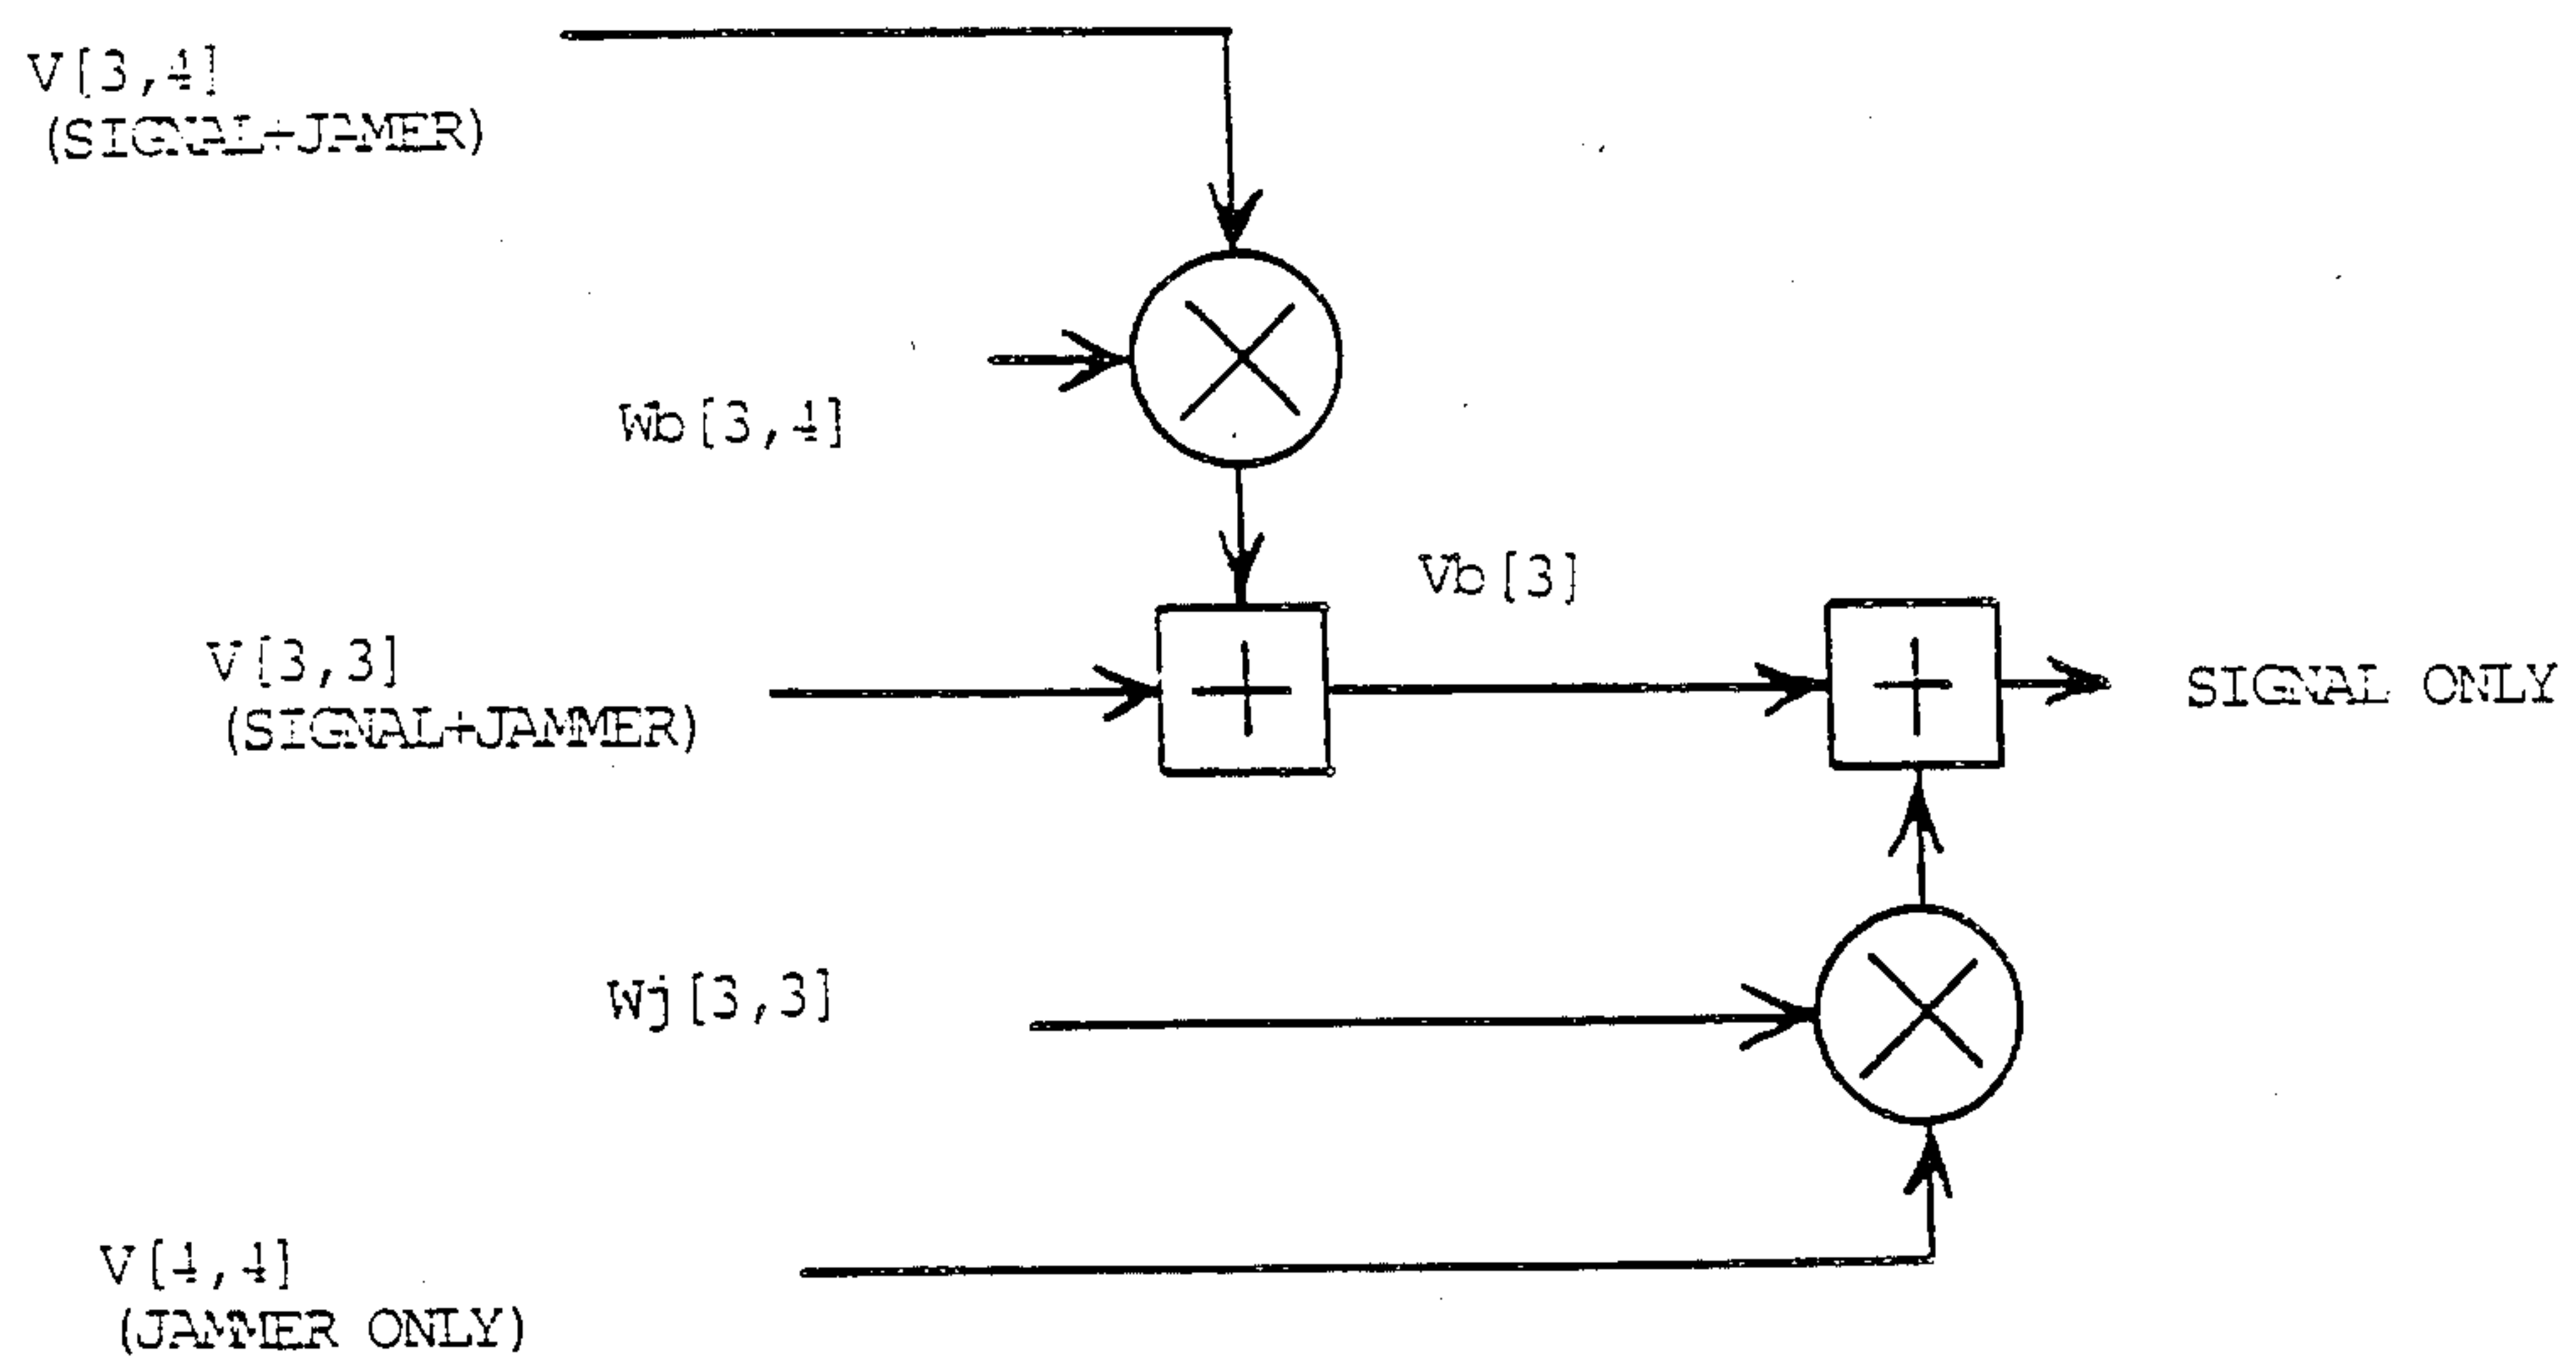 V[3,4]
(SIGNAL+JAMER)
Wb[3,4]
Vb[3]
V[3,3]
(SIGNAL+JAMMER)
SIGNAL ONLY
Wj[3,3]
V[4,4]
(JAMMER ONLY)